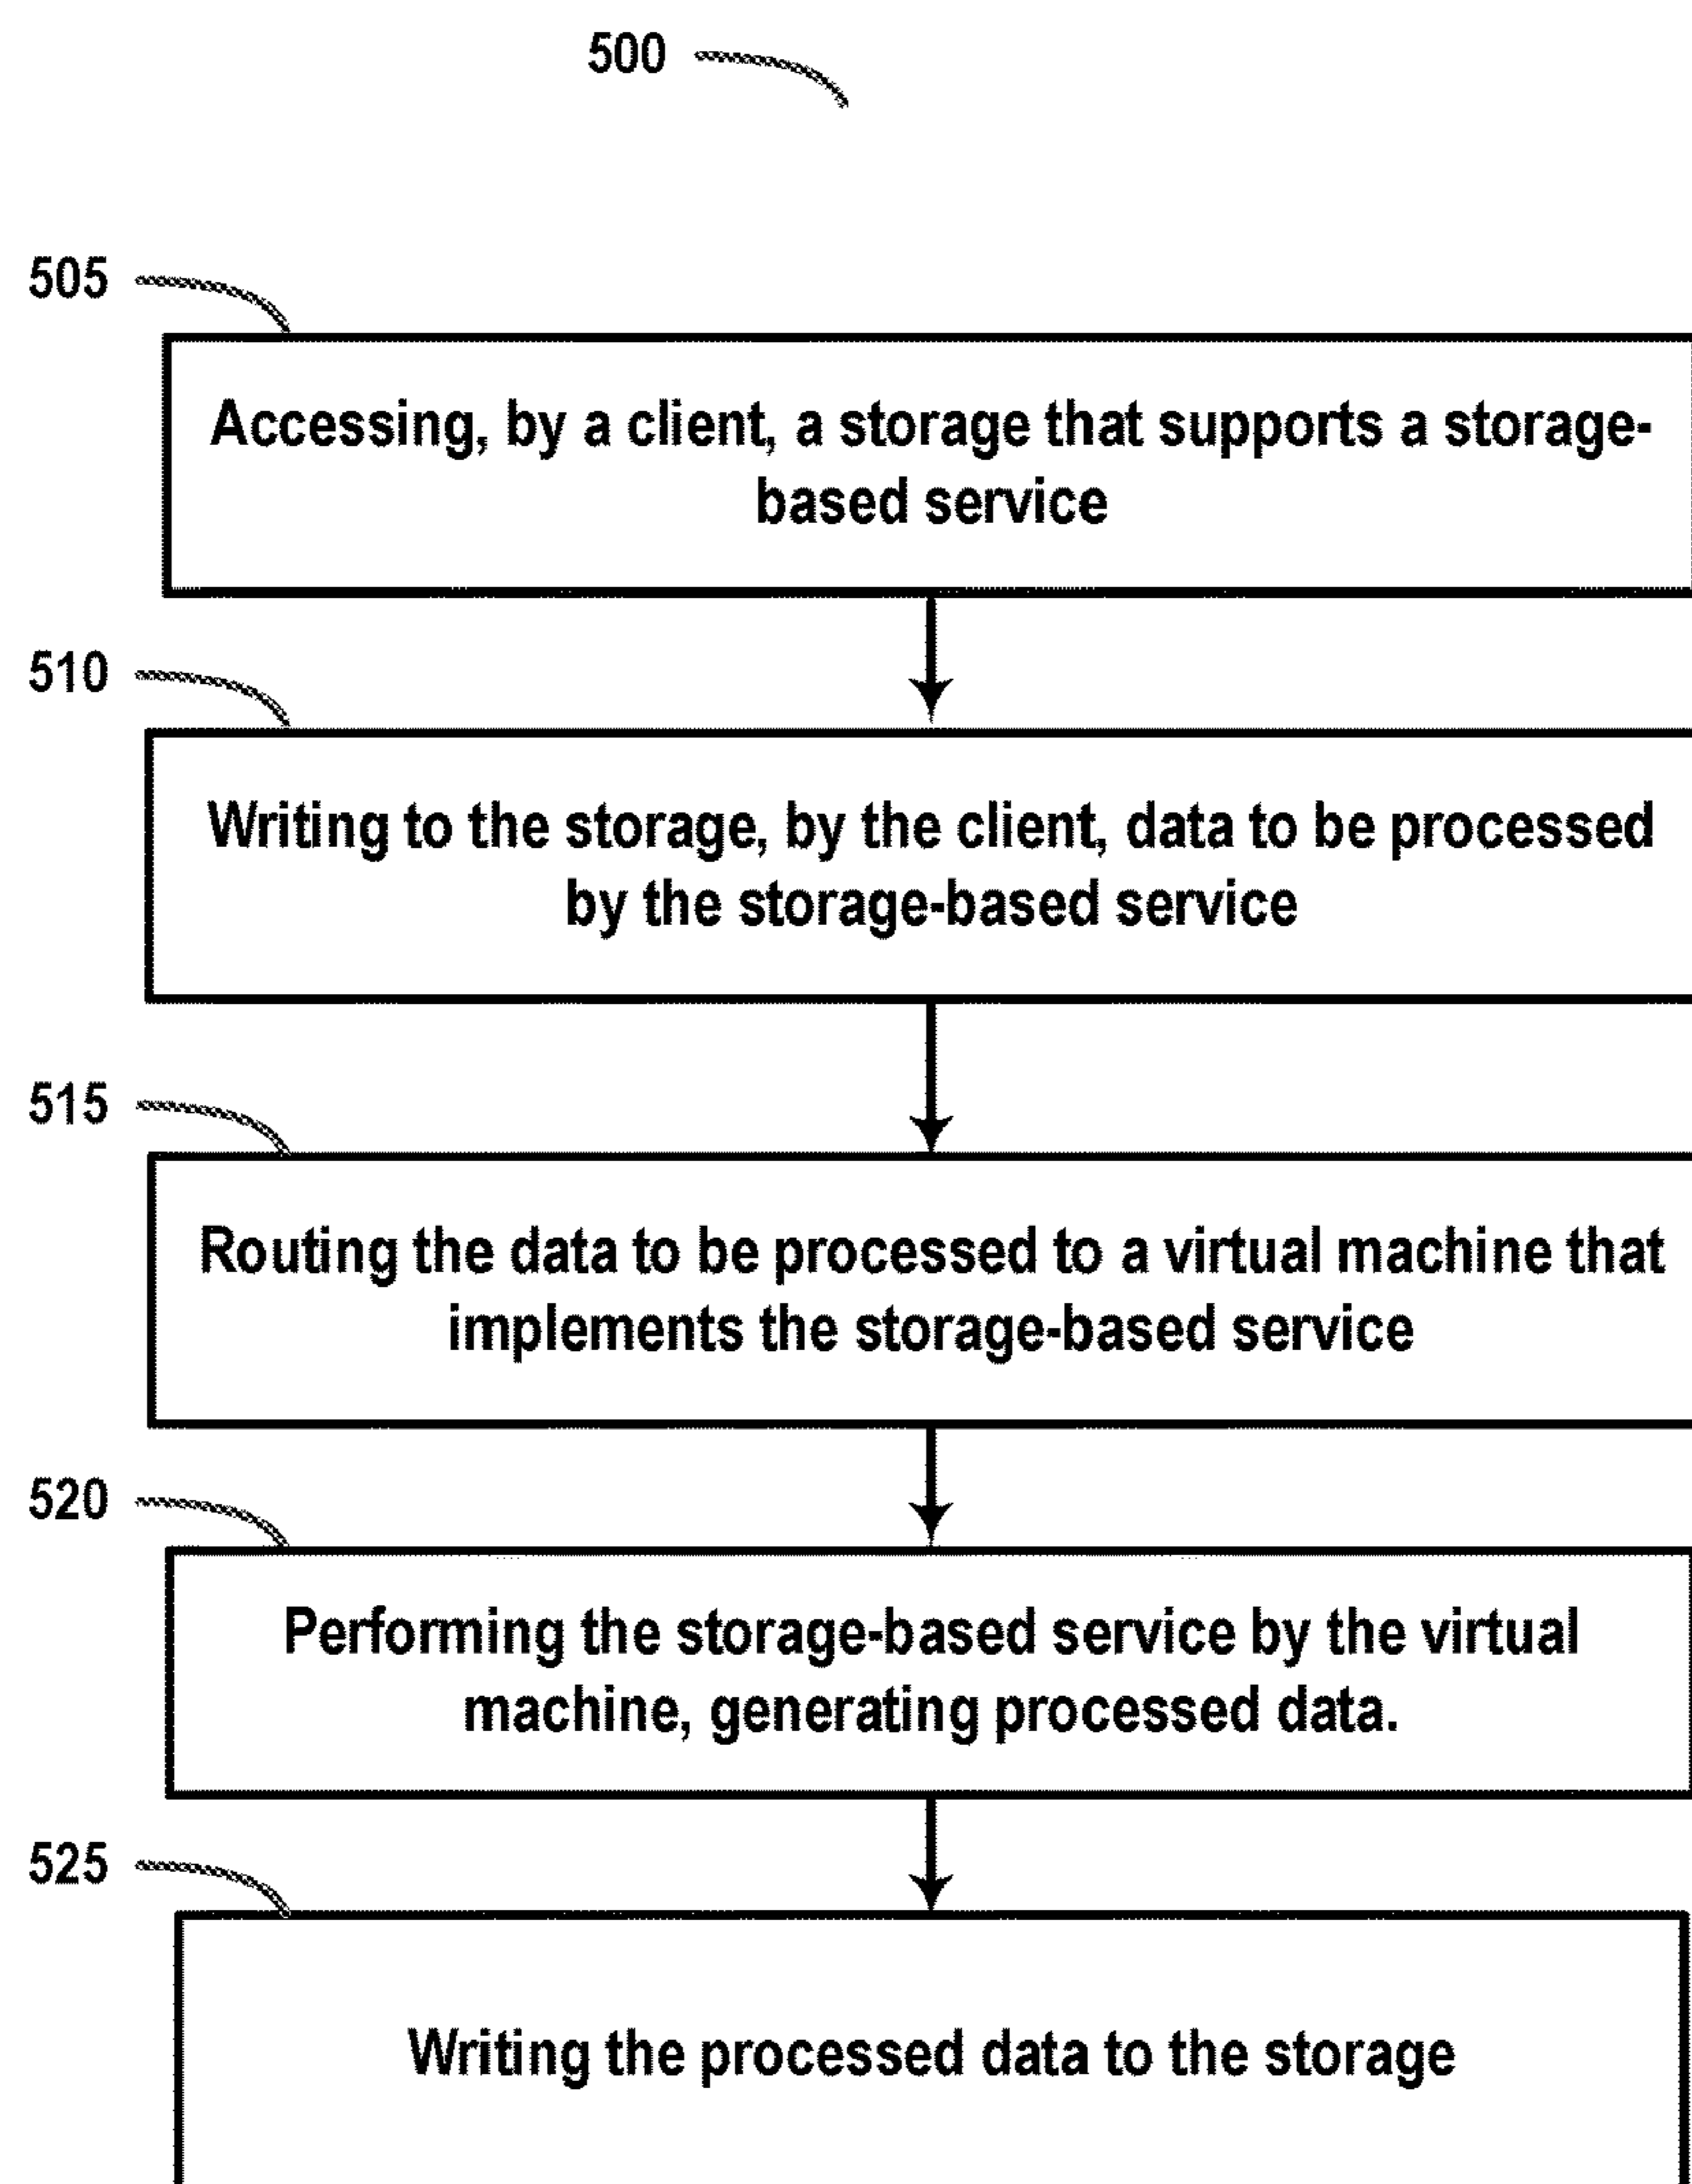 500
505
Accessing, by a client, a storage that supports a storage-
based service
510
Writing to the storage, by the client, data to be processed
by the storage-based service
515
Routing the data to be processed to a virtual machine that
implements the storage-based service
520
Performing the storage-based service by the virtual
machine, generating processed data.
525
Writing the processed data to the storage